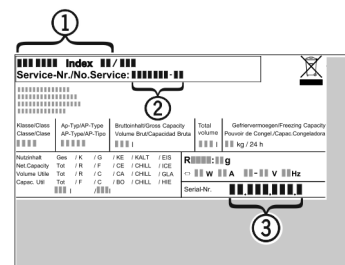 1
Index /
Service-Nr./No.Service: -
2
Klasse/Class Ap-Typ/AP-Type Bruttoinhalt/Gross Capacity Total Gefriervermoegen/Freezing Capacity
Classe/Clase AP-Type/AP-Tipo Volume Brut/Capacidad Bruta volume Pouvoir de Congel./Capac.Congeladora
l l kg / 24 h
Nutzinhalt Ges / K / G / KE / KALT / EIS
Net.Capacity Tot / R / F / CE / CHILL / ICE
Volume Utile Tot / R / C / CA / CHILL / GLA
Capac. Util Tot / F / C / BO / CHILL / HIE
l / l
R : g
W A - V Hz
Serial-Nr. . . .
3